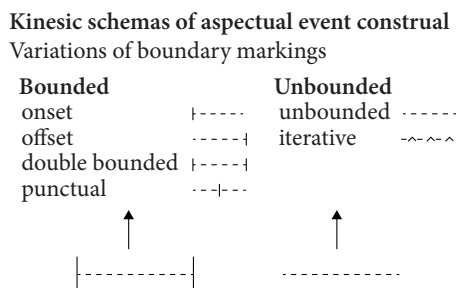 Kinesic schemas of aspectual event construal
Variations of boundary markings
Bounded
onset
offset
double bounded
punctual
Unbounded
unbounded
iterative